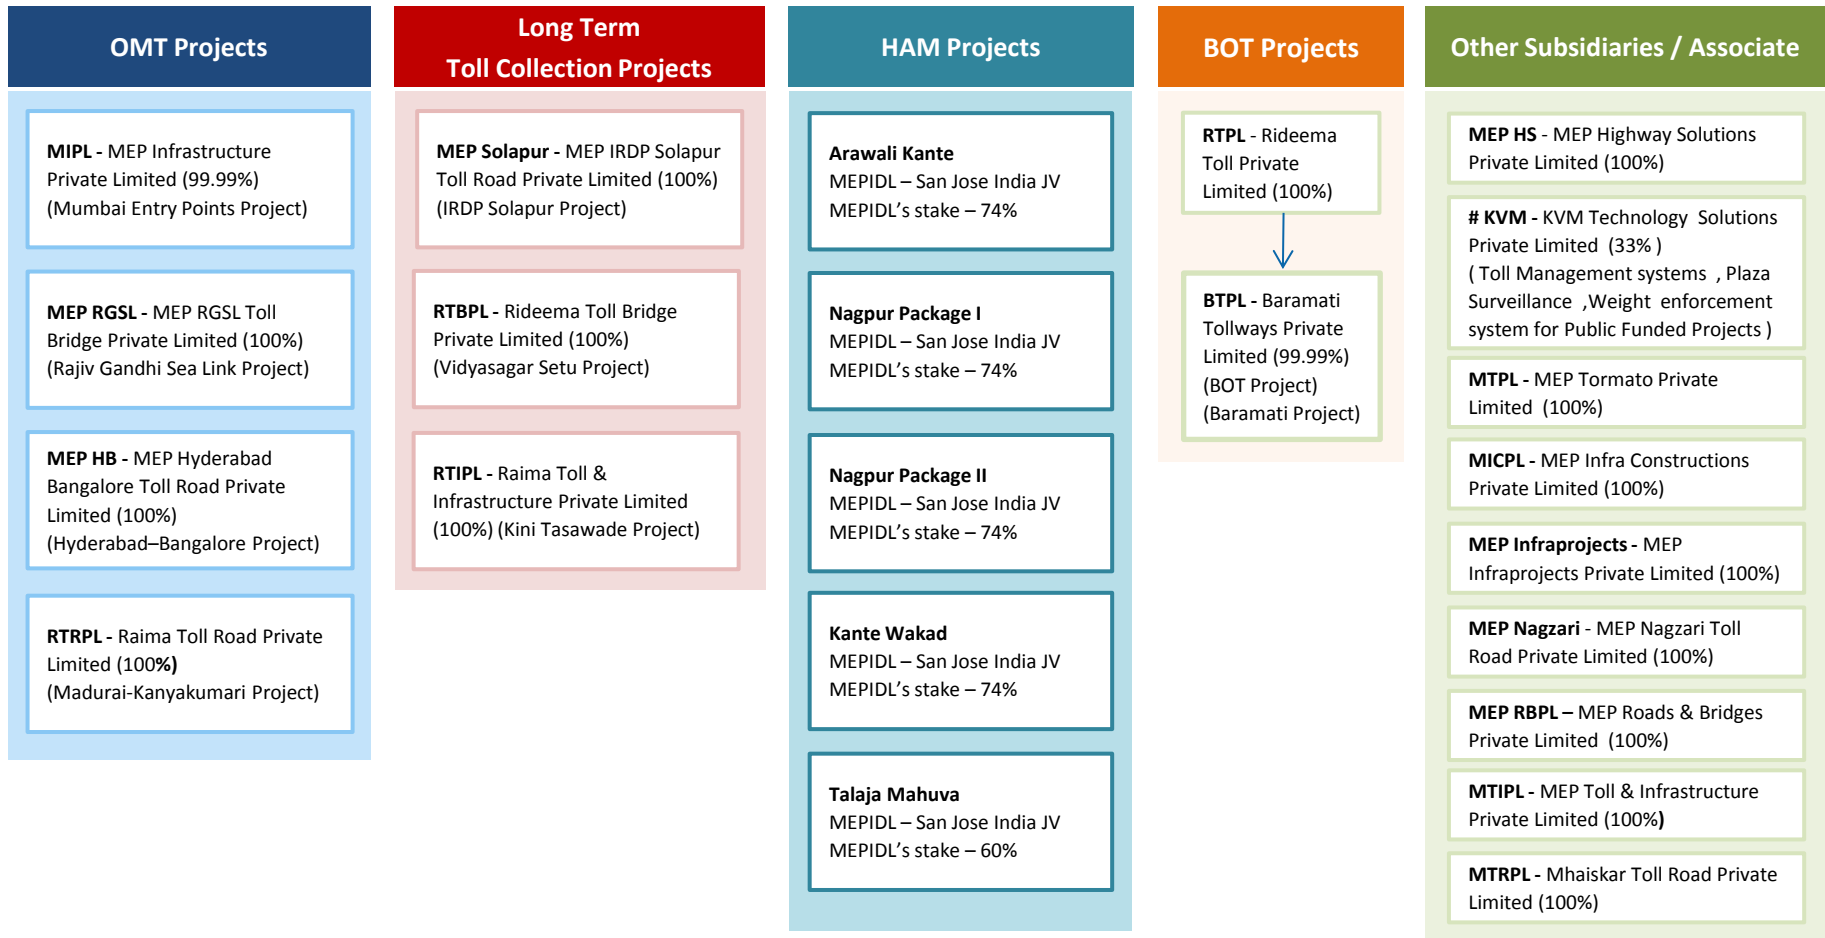 OMT Projects
MIPL - MEP Infrastructure
Private Limited (99.99%)
(Mumbai Entry Points Project)
MEP RGSL - MEP RGSL Toll
Bridge Private Limited (100%)
(Rajiv Gandhi Sea Link Project)
MEP HB - MEP Hyderabad
Bangalore Toll Road Private
Limited (100%)
(Hyderabad–Bangalore Project)
RTRPL - Raima Toll Road Private
Limited (100%)
(Madurai-Kanyakumari Project)
Long Term
Toll Collection Projects
MEP Solapur - MEP IRDP Solapur
Toll Road Private Limited (100%)
(IRDP Solapur Project)
RTBPL - Rideema Toll Bridge
Private Limited (100%)
(Vidyasagar Setu Project)
RTIPL - Raima Toll &
Infrastructure Private Limited
(100%) (Kini Tasawade Project)
HAM Projects
Arawali Kante
MEPIDL – San Jose India JV
MEPIDL's stake – 74%
Nagpur Package I
MEPIDL – San Jose India JV
MEPIDL's stake – 74%
Nagpur Package II
MEPIDL – San Jose India JV
MEPIDL's stake – 74%
Kante Wakad
MEPIDL – San Jose India JV
MEPIDL's stake – 74%
Talaja Mahuva
MEPIDL – San Jose India JV
MEPIDL's stake – 60%
BOT Projects
RTPL - Rideema
Toll Private
Limited (100%)
BTPL - Baramati
Tollways Private
Limited (99.99%)
(BOT Project)
(Baramati Project)
Other Subsidiaries / Associate
MEP HS - MEP Highway Solutions
Private Limited (100%)
# KVM - KVM Technology Solutions
Private Limited (33% )
( Toll Management systems , Plaza
Surveillance ,Weight enforcement
system for Public Funded Projects )
MTPL - MEP Tormato Private
Limited (100%)
MICPL - MEP Infra Constructions
Private Limited (100%)
MEP Infraprojects - MEP
Infraprojects Private Limited (100%)
MEP Nagzari - MEP Nagzari Toll
Road Private Limited (100%)
MEP RBPL – MEP Roads & Bridges
Private Limited (100%)
MTIPL - MEP Toll & Infrastructure
Private Limited (100%)
MTRPL - Mhaiskar Toll Road Private
Limited (100%)